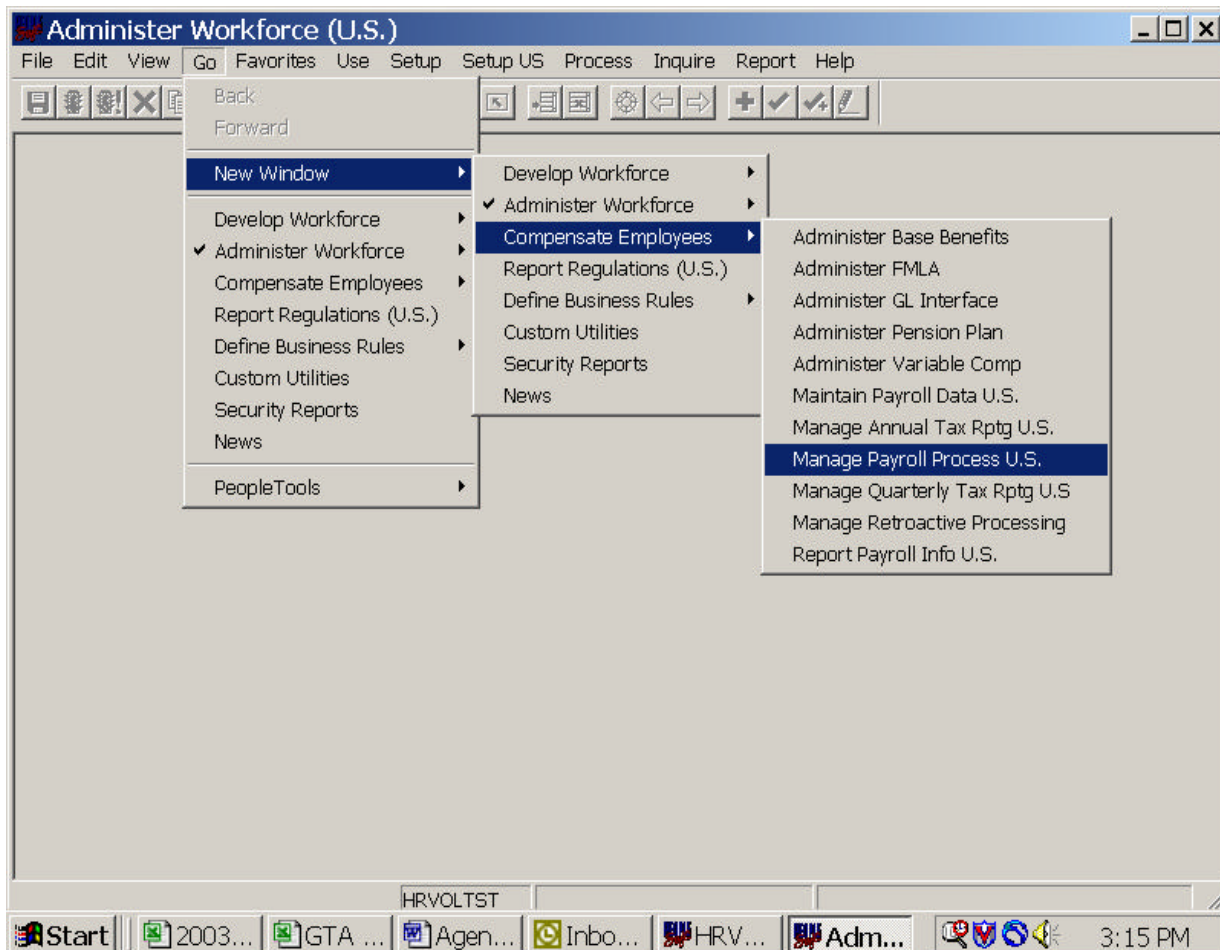 Administer Workforce (U.S.)
File Edit View Go Favorites Use Setup Setup US Process Inquire Report Help
Back
Forward
New Window
Develop Workforce
Administer Workforce
Compensate Employees
Report Regulations (U.S.)
Define Business Rules
Custom Utilities
Security Reports
News
PeopleTools
Develop Workforce
Administer Workforce
Compensate Employees
Report Regulations (U.S.)
Define Business Rules
Custom Utilities
Security Reports
News
Administer Base Benefits
Administer FMLA
Administer GL Interface
Administer Pension Plan
Administer Variable Comp
Maintain Payroll Data U.S.
Manage Annual Tax Rptg U.S.
Manage Payroll Process U.S.
Manage Quarterly Tax Rptg U.S
Manage Retroactive Processing
Report Payroll Info U.S.
HRVOLTST
Start 2003... GTA ... Agen... Inbo... HRV... Adm... 3:15 PM